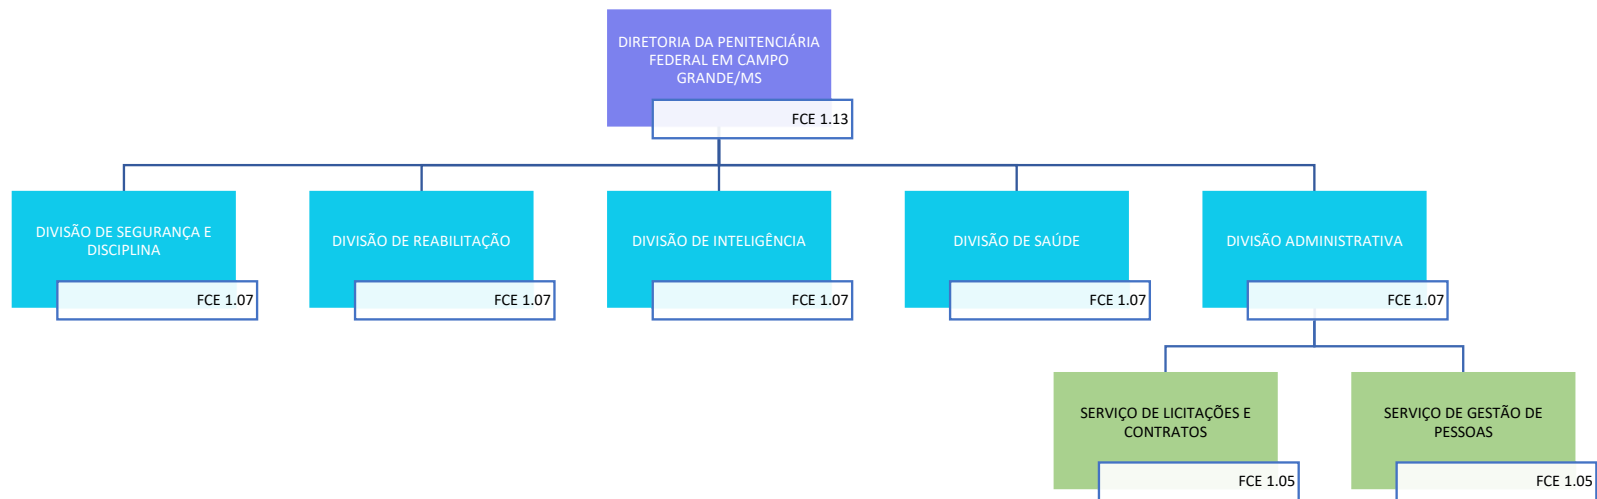 DIRETORIA DA PENITENCIÁRIA
FEDERAL EM CAMPO
GRANDE/MS
FCE 1.13
DIVISÃO DE SEGURANÇA E
DISCIPLINA
FCE 1.07
DIVISÃO DE REABILITAÇÃO
FCE 1.07
DIVISÃO DE INTELIGÊNCIA
FCE 1.07
DIVISÃO DE SAÚDE
FCE 1.07
DIVISÃO ADMINISTRATIVA
FCE 1.07
SERVIÇO DE LICITAÇÕES E
CONTRATOS
FCE 1.05
SERVIÇO DE GESTÃO DE
PESSOAS
FCE 1.05